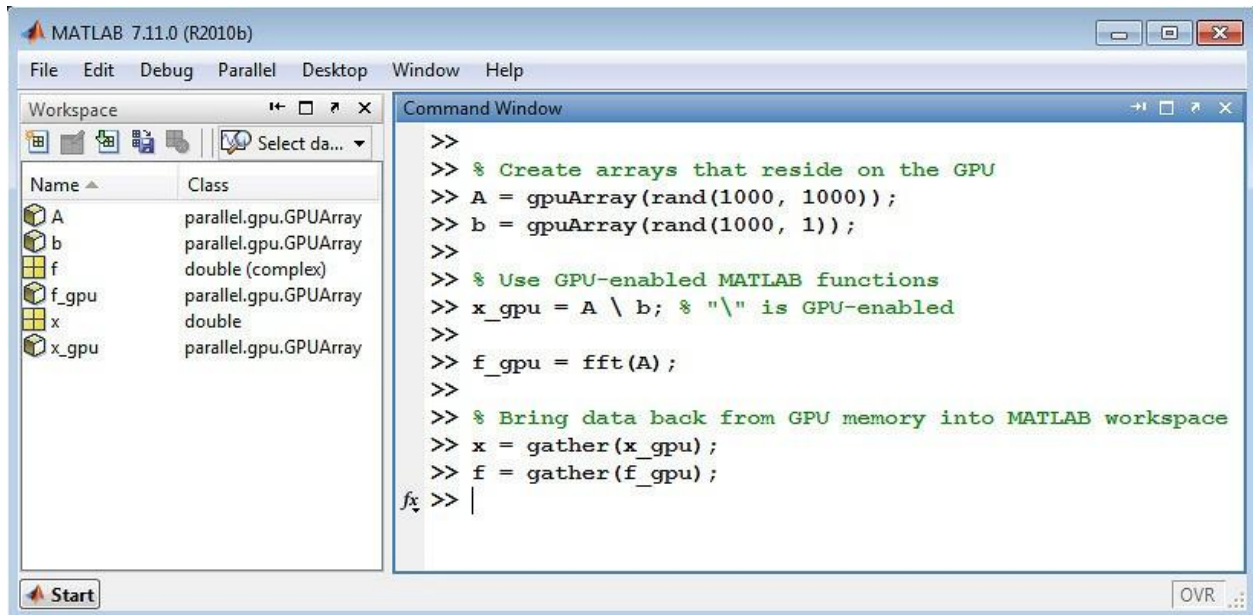 MATLAB 7.11.0 (R2010b)
File Edit Debug Parallel Desktop Window Help
Workspace
Select da...
Name Class
A parallel.gpu.GPUArray
b parallel.gpu.GPUArray
f double (complex)
f_gpu parallel.gpu.GPUArray
x double
x_gpu parallel.gpu.GPUArray
Command Window
>>
>> % Create arrays that reside on the GPU
>> A = gpuArray(rand(1000, 1000));
>> b = gpuArray(rand(1000, 1));
>>
>> % Use GPU-enabled MATLAB functions
>> x_gpu = A \ b; % "\" is GPU-enabled
>>
>> f_gpu = fft(A);
>>
>> % Bring data back from GPU memory into MATLAB workspace
>> x = gather(x_gpu);
>> f = gather(f_gpu);
fx >>
Start
OVR